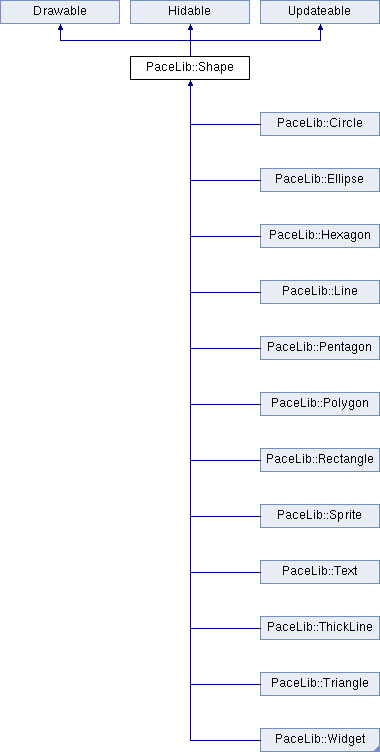 Drawable
Hidable
Updateable
PaceLib::Shape
PaceLib::Circle
PaceLib::Ellipse
PaceLib::Hexagon
PaceLib::Line
PaceLib::Pentagon
PaceLib::Polygon
PaceLib::Rectangle
PaceLib::Sprite
PaceLib::Text
PaceLib::ThickLine
PaceLib::Triangle
PaceLib::Widget